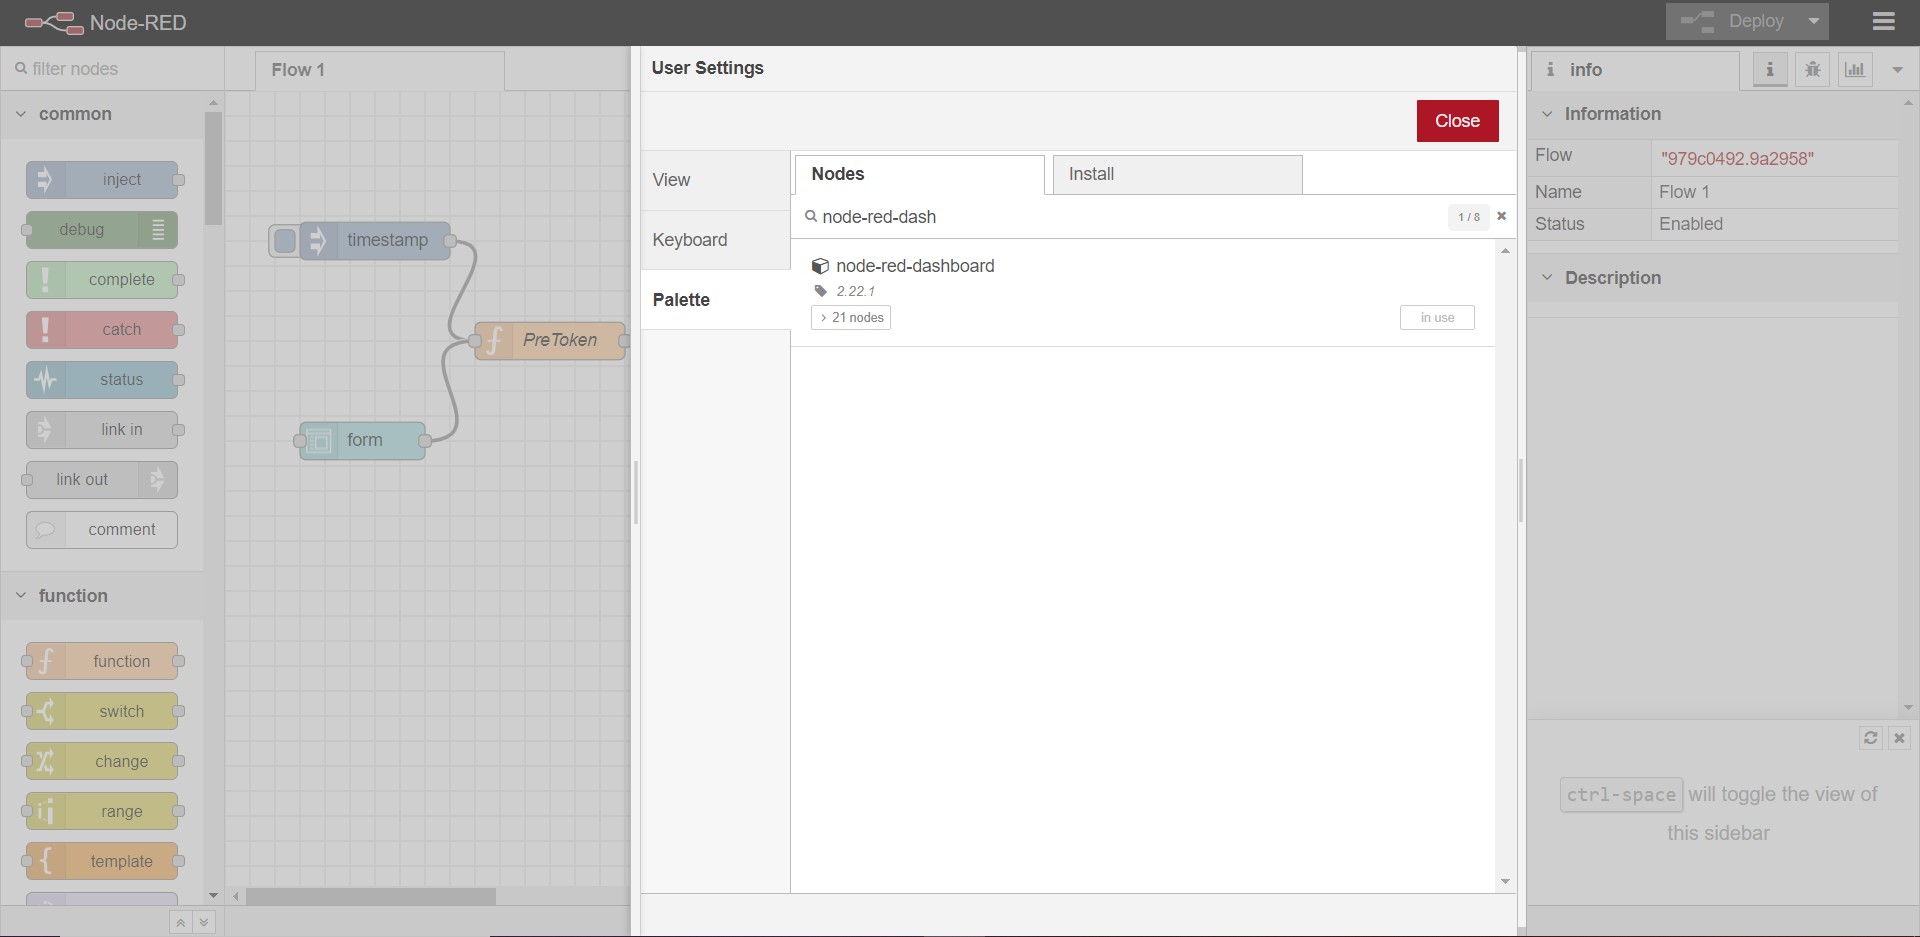 Node-RED
Deploy
filter nodes
Flow 1
User Settings
info
common
Close
Information
Flow
"979c0492.9a2958"
Name
Flow 1
Status
Enabled
Description
View
Keyboard
Palette
Nodes
Install
node-red-dash
1 / 8
node-red-dashboard
2.22.1
21 nodes
in use
inject
debug
complete
catch
status
link in
link out
comment
function
function
switch
change
range
template
timestamp
PreToken
form
ctrl-space will toggle the view of
this sidebar